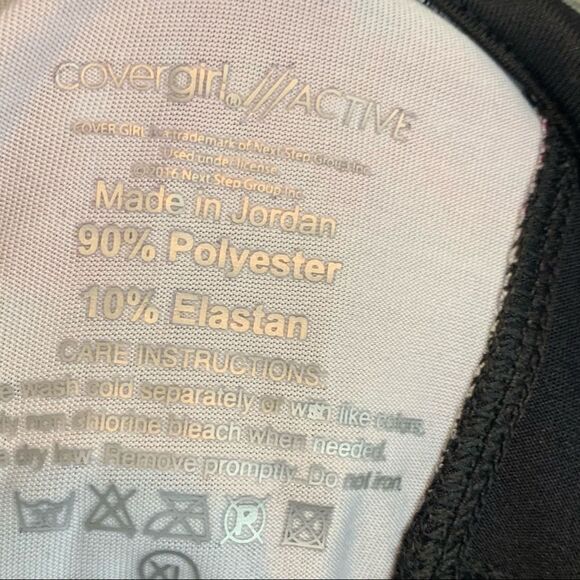 covergirl® /// ACTIVE
COVER GIRL is a trademark of Next Step Group Inc.
Used under license.
©2016 Next Step Group Inc.
Made in Jordan
90% Polyester
10% Elastan
CARE INSTRUCTIONS:
wash cold separately or wsh like colors.
non chlorine bleach when needed.
dry low. Remove promptly. Do not iron.
R
XL